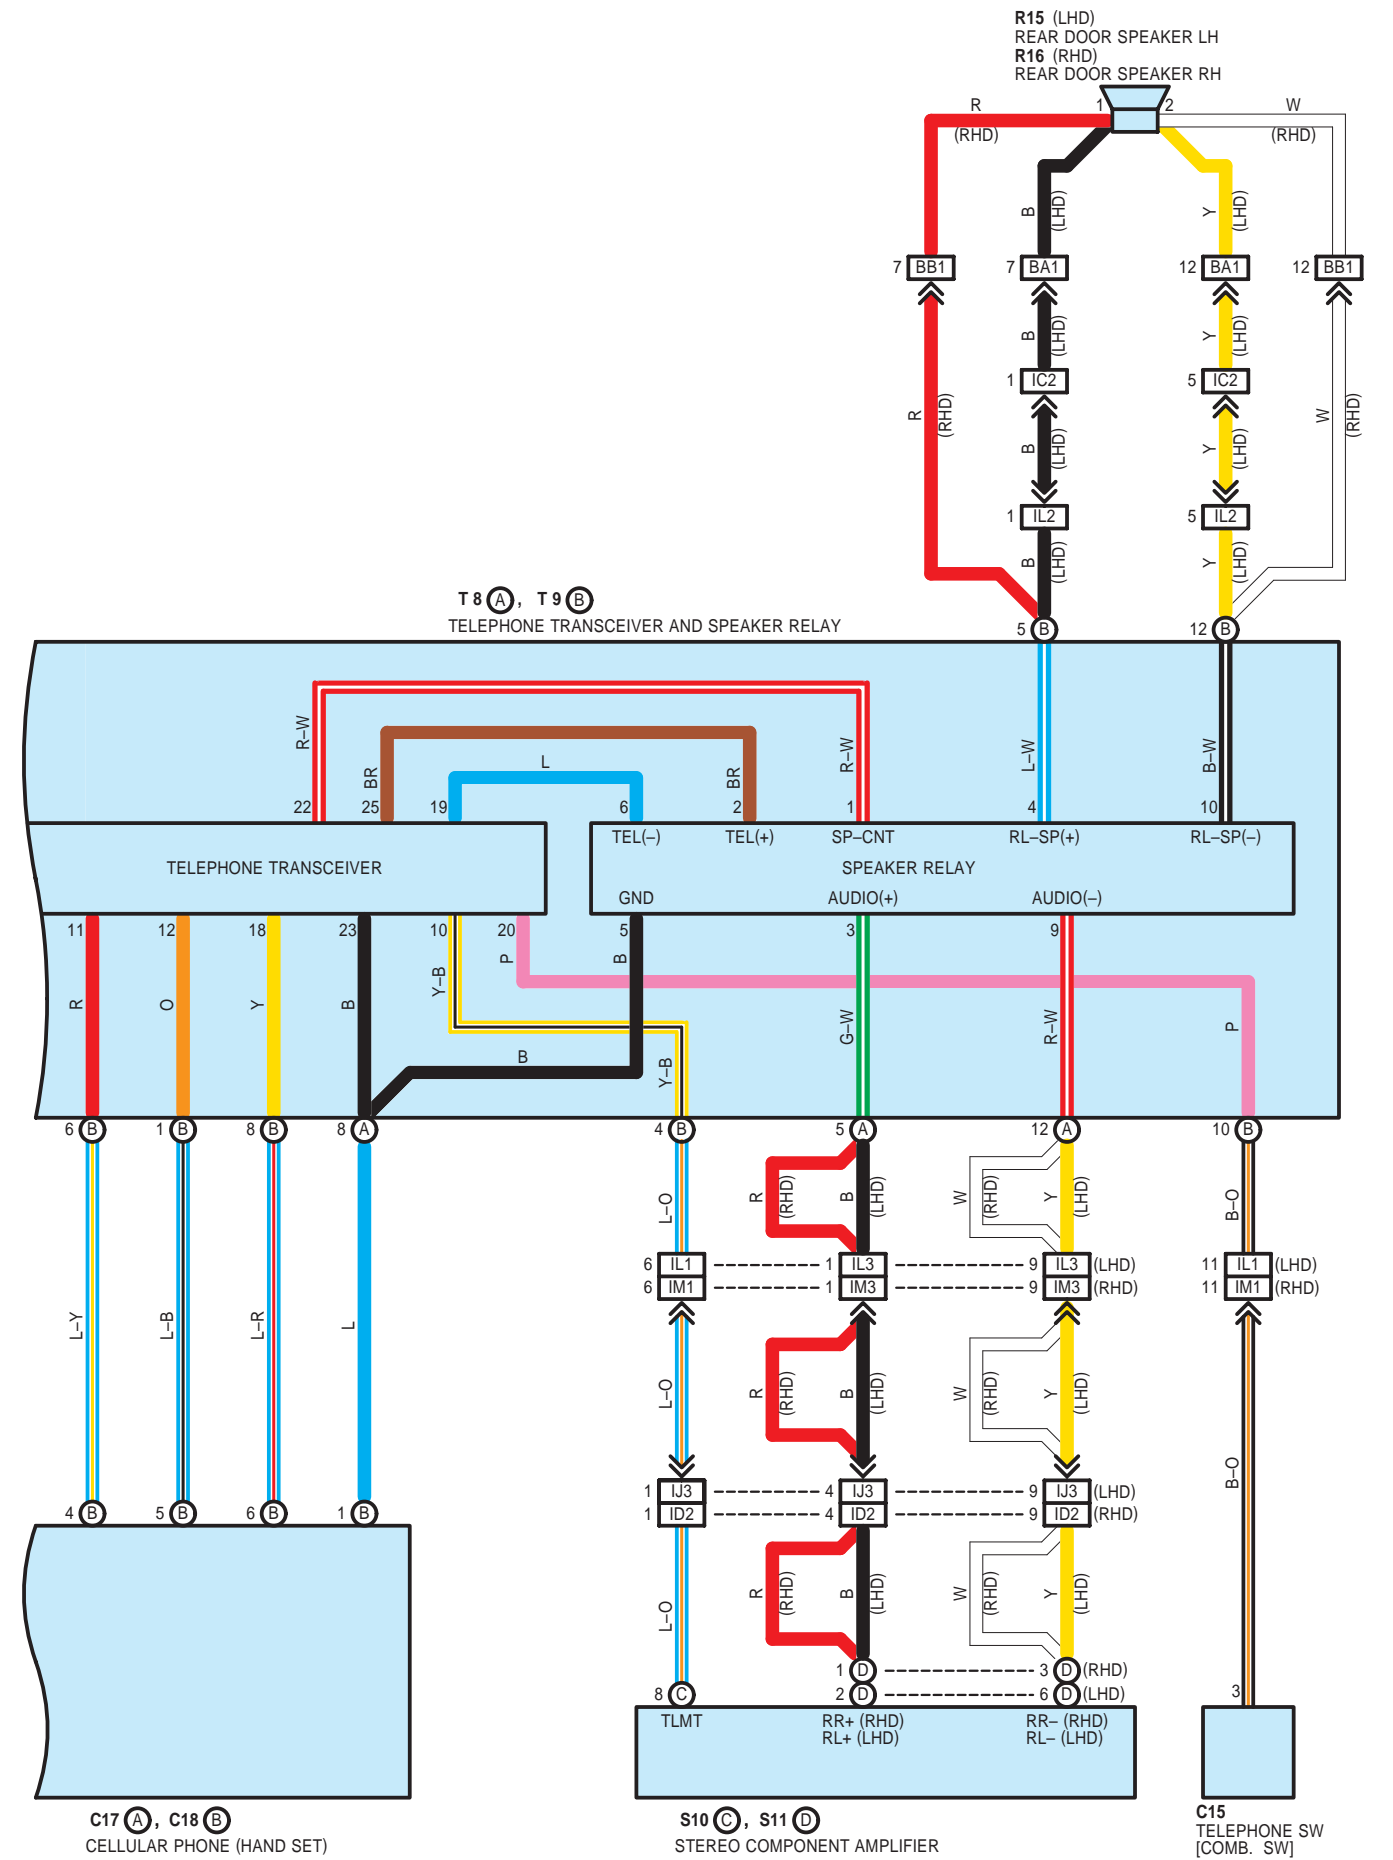 R15 (LHD)
REAR DOOR SPEAKER LH
R16 (RHD)
REAR DOOR SPEAKER RH
R 1 2 W
(RHD) (RHD)
B (LHD) Y (LHD)
7 BB1 7 BA1 12 BA1 12 BB1
B (LHD) Y (LHD)
1 IC2 5 IC2
R (RHD) B (LHD) Y (LHD) W (RHD)
1 IL2 5 IL2
B (LHD) Y (LHD)
T 8 A , T 9 B
TELEPHONE TRANSCEIVER AND SPEAKER RELAY
5 B 12 B
R–W BR L BR R–W L–W B–W
22 25 19 6 2 1 4 10
TEL(–) TEL(+) SP–CNT RL–SP(+) RL–SP(–)
TELEPHONE TRANSCEIVER SPEAKER RELAY
GND AUDIO(+) AUDIO(–)
11 12 18 23 10 20 5 3 9
R O Y B Y–B P B G–W R–W P
B Y–B
6 B 1 B 8 B 8 A 4 B 5 A 12 A 10 B
L–O R (RHD) B (LHD) W (RHD) Y (LHD) B–O
6 IL1 1 IL3 9 IL3 (LHD) 11 IL1 (LHD)
6 IM1 1 IM3 9 IM3 (RHD) 11 IM1 (RHD)
L–Y L–B L–R L
L–O R (RHD) B (LHD) W (RHD) Y (LHD)
B–O
1 IJ3 4 IJ3 9 IJ3 (LHD)
1 ID2 4 ID2 9 ID2 (RHD)
4 B 5 B 6 B 1 B
L–O R (RHD) B (LHD) W (RHD) Y (LHD)
1 D 3 D (RHD)
8 C 2 D 6 D (LHD) 3
TLMT RR+ (RHD) RR– (RHD)
RL+ (LHD) RL– (LHD)
C17 A , C18 B
CELLULAR PHONE (HAND SET)
S10 C , S11 D
STEREO COMPONENT AMPLIFIER
C15
TELEPHONE SW
[COMB. SW]